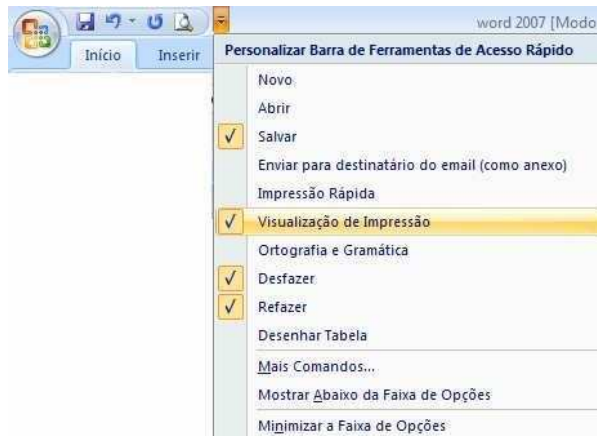 word 2007 [Modo
Início Inserir
Personalizar Barra de Ferramentas de Acesso Rápido
Novo
Abrir
Salvar
Enviar para destinatário do email (como anexo)
Impressão Rápida
Visualização de Impressão
Ortografia e Gramática
Desfazer
Refazer
Desenhar Tabela
Mais Comandos...
Mostrar Abaixo da Faixa de Opções
Minimizar a Faixa de Opções